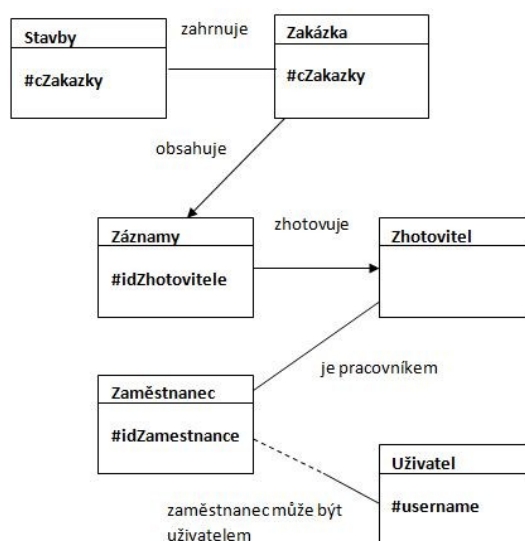 zahrnuje
Stavby
Zakázka
#cZakazky
#cZakazky
obsahuje
Záznamy
zhotovuje
Zhotovitel
#idZhotovitele
je pracovníkem
Zaměstnanec
#idZamestnance
Uživatel
#username
zaměstnanec může být
uživatelem